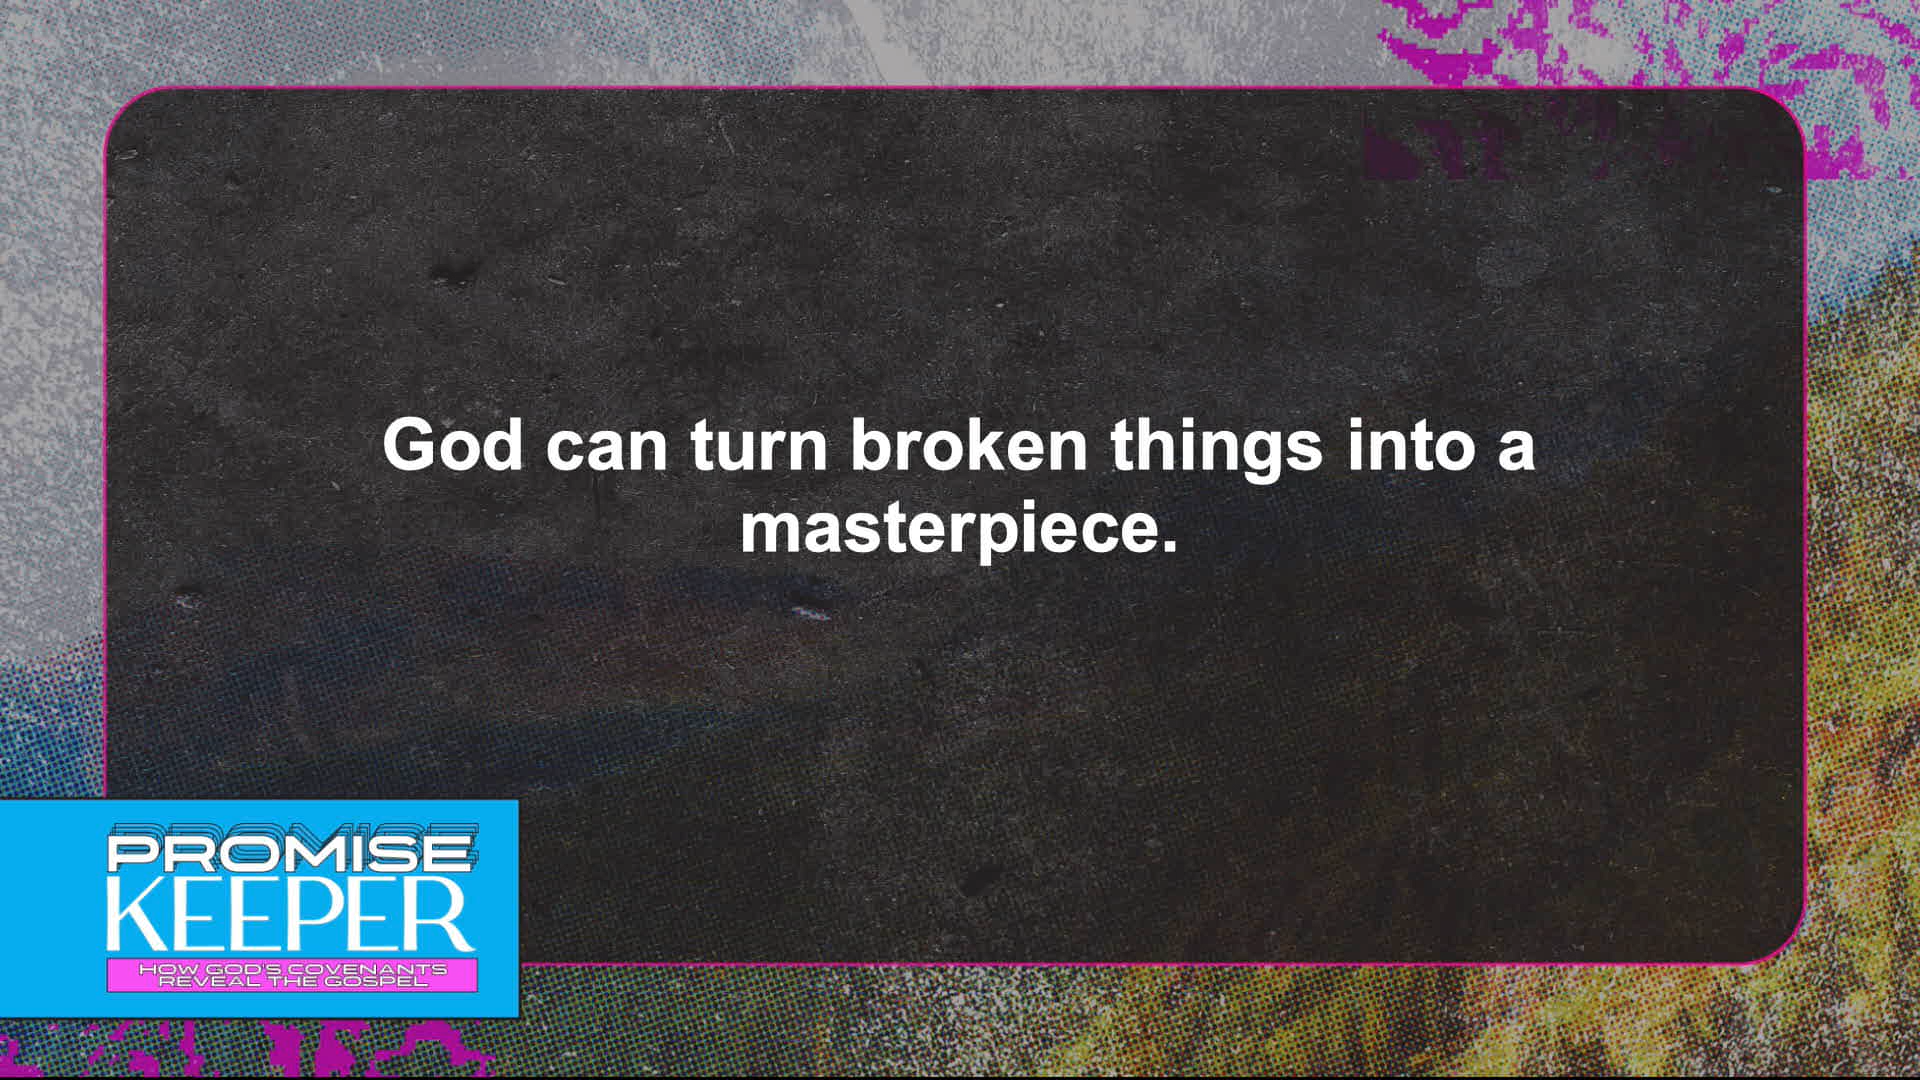 God can turn broken things into a
masterpiece.
PROMISE
KEEPER
HOW GOD'S COVENANTS
REVEAL THE GOSPEL